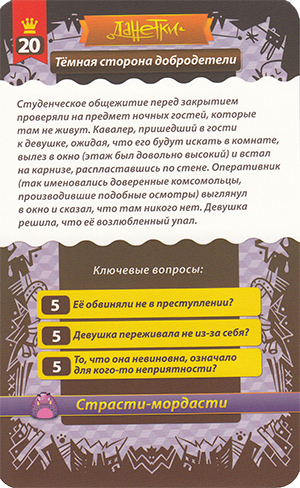 ДАНЕТКИ
20
Тёмная сторона добродетели
Студенческое общежитие перед закрытием
проверяли на предмет ночных гостей, которые
там не живут. Кавалер, пришедший в гости
к девушке, ожидая, что его будут искать в комнате,
вылез в окно (этаж был довольно высокий) и встал
на карнизе, распластавшись по стене. Оперативник
(так именовались доверенные комсомольцы,
производившие подобные осмотры) выглянул
в окно и сказал, что там никого нет. Девушка
решила, что её возлюбленный упал.
Ключевые вопросы:
5 Её обвиняли не в преступлении?
5 Девушка переживала не из-за себя?
5 То, что она невиновна, означало
для кого-то неприятности?
Страсти-мордасти